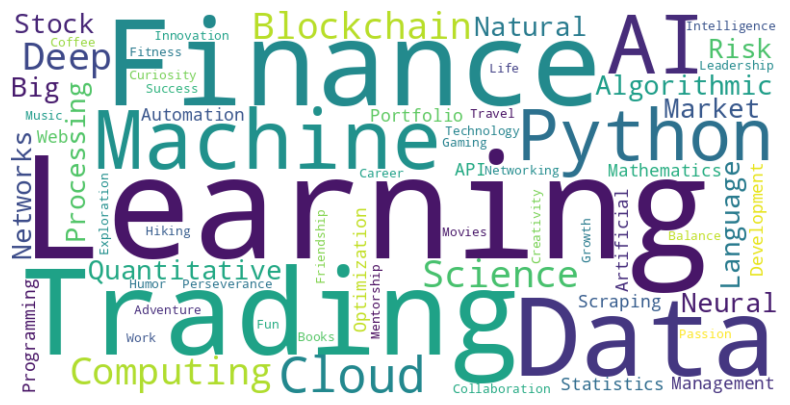 Stock
Coffee
Innovation
Blockchain
Natural
AI
Intelligence
Deep
Fitness
Finance
Life
Risk
Leadership
Big
Curiosity
Success
Algorithmic
Music
Automation
Portfolio
Travel
Market
Web
Processing
Machine
Technology
Gaming
Python
Networks
Career
API
Networking
Mathematics
Exploration
Learning
Language
Development
Hiking
Friendship
Movies
Creativity
Growth
Artificial
Balance
Quantitative
Humor
Perseverance
Optimization
Mentorship
Science
Programming
Trading
Adventure
Data
Scraping
Neural
Work
Fun
Books
Passion
Computing
Cloud
Collaboration
Statistics
Management